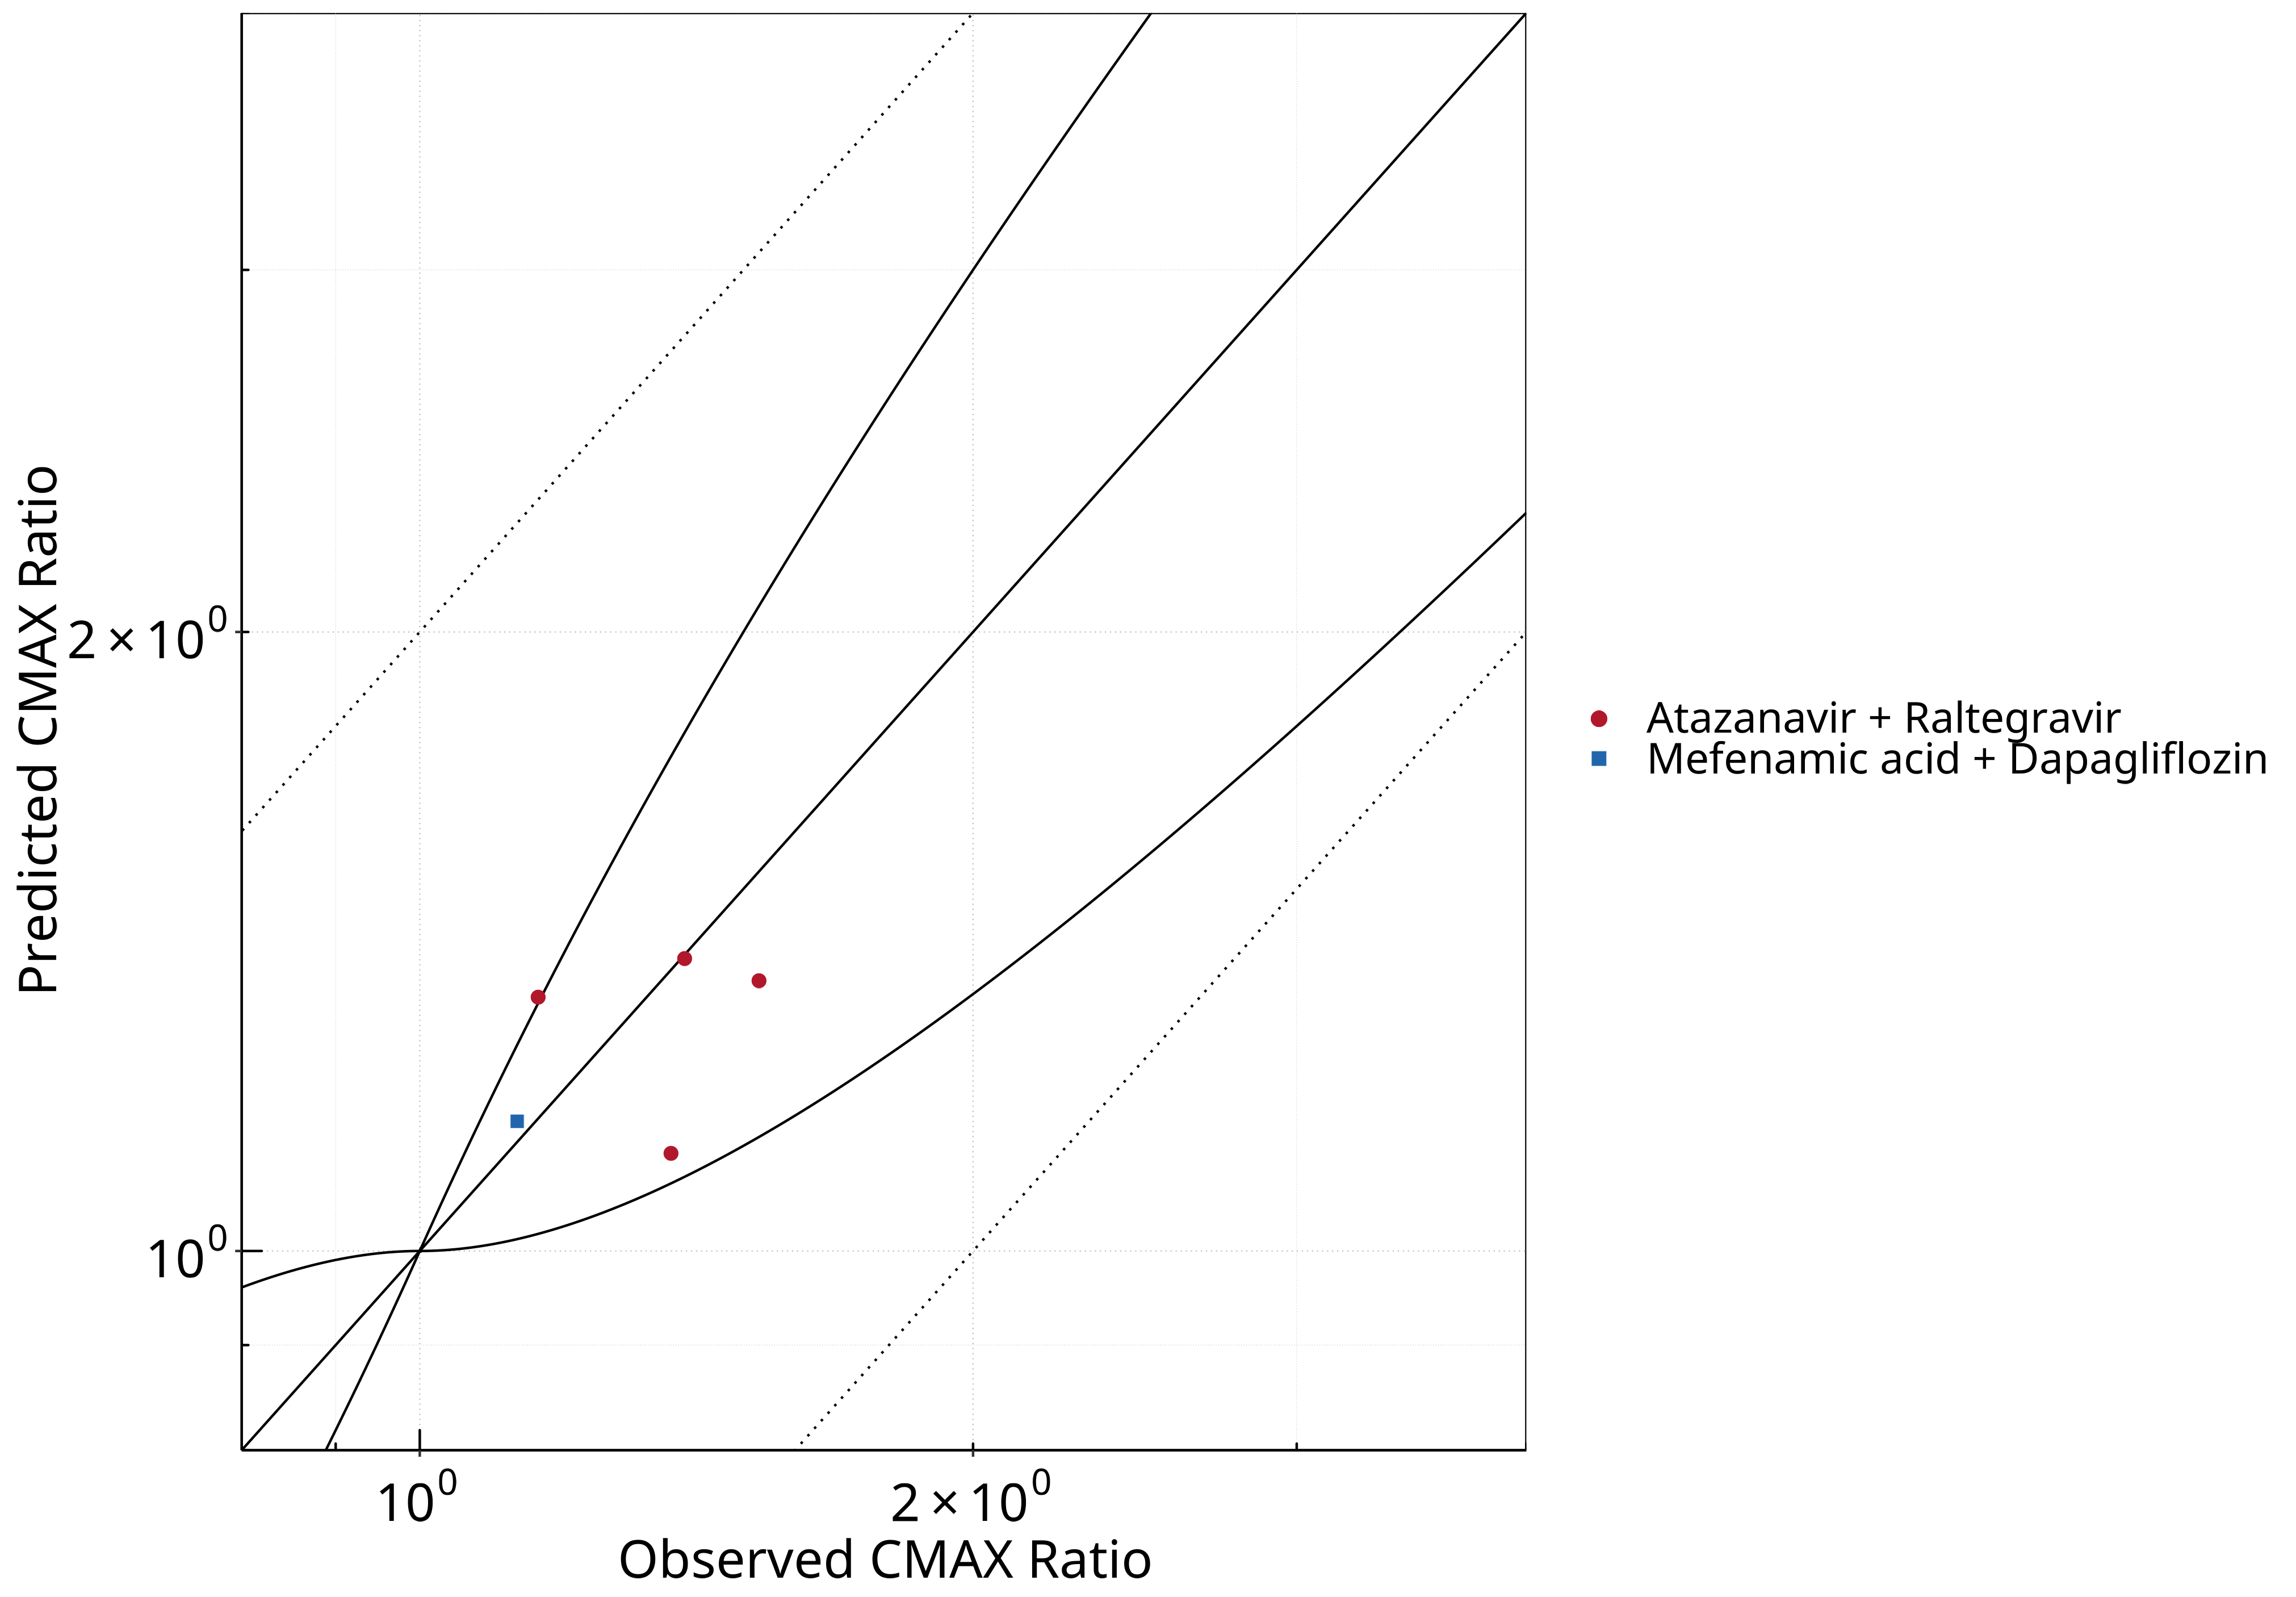 Predicted CMAX Ratio
2 × 10⁰
10⁰
10⁰
2 × 10⁰
Observed CMAX Ratio
Atazanavir + Raltegravir
Mefenamic acid + Dapagliflozin